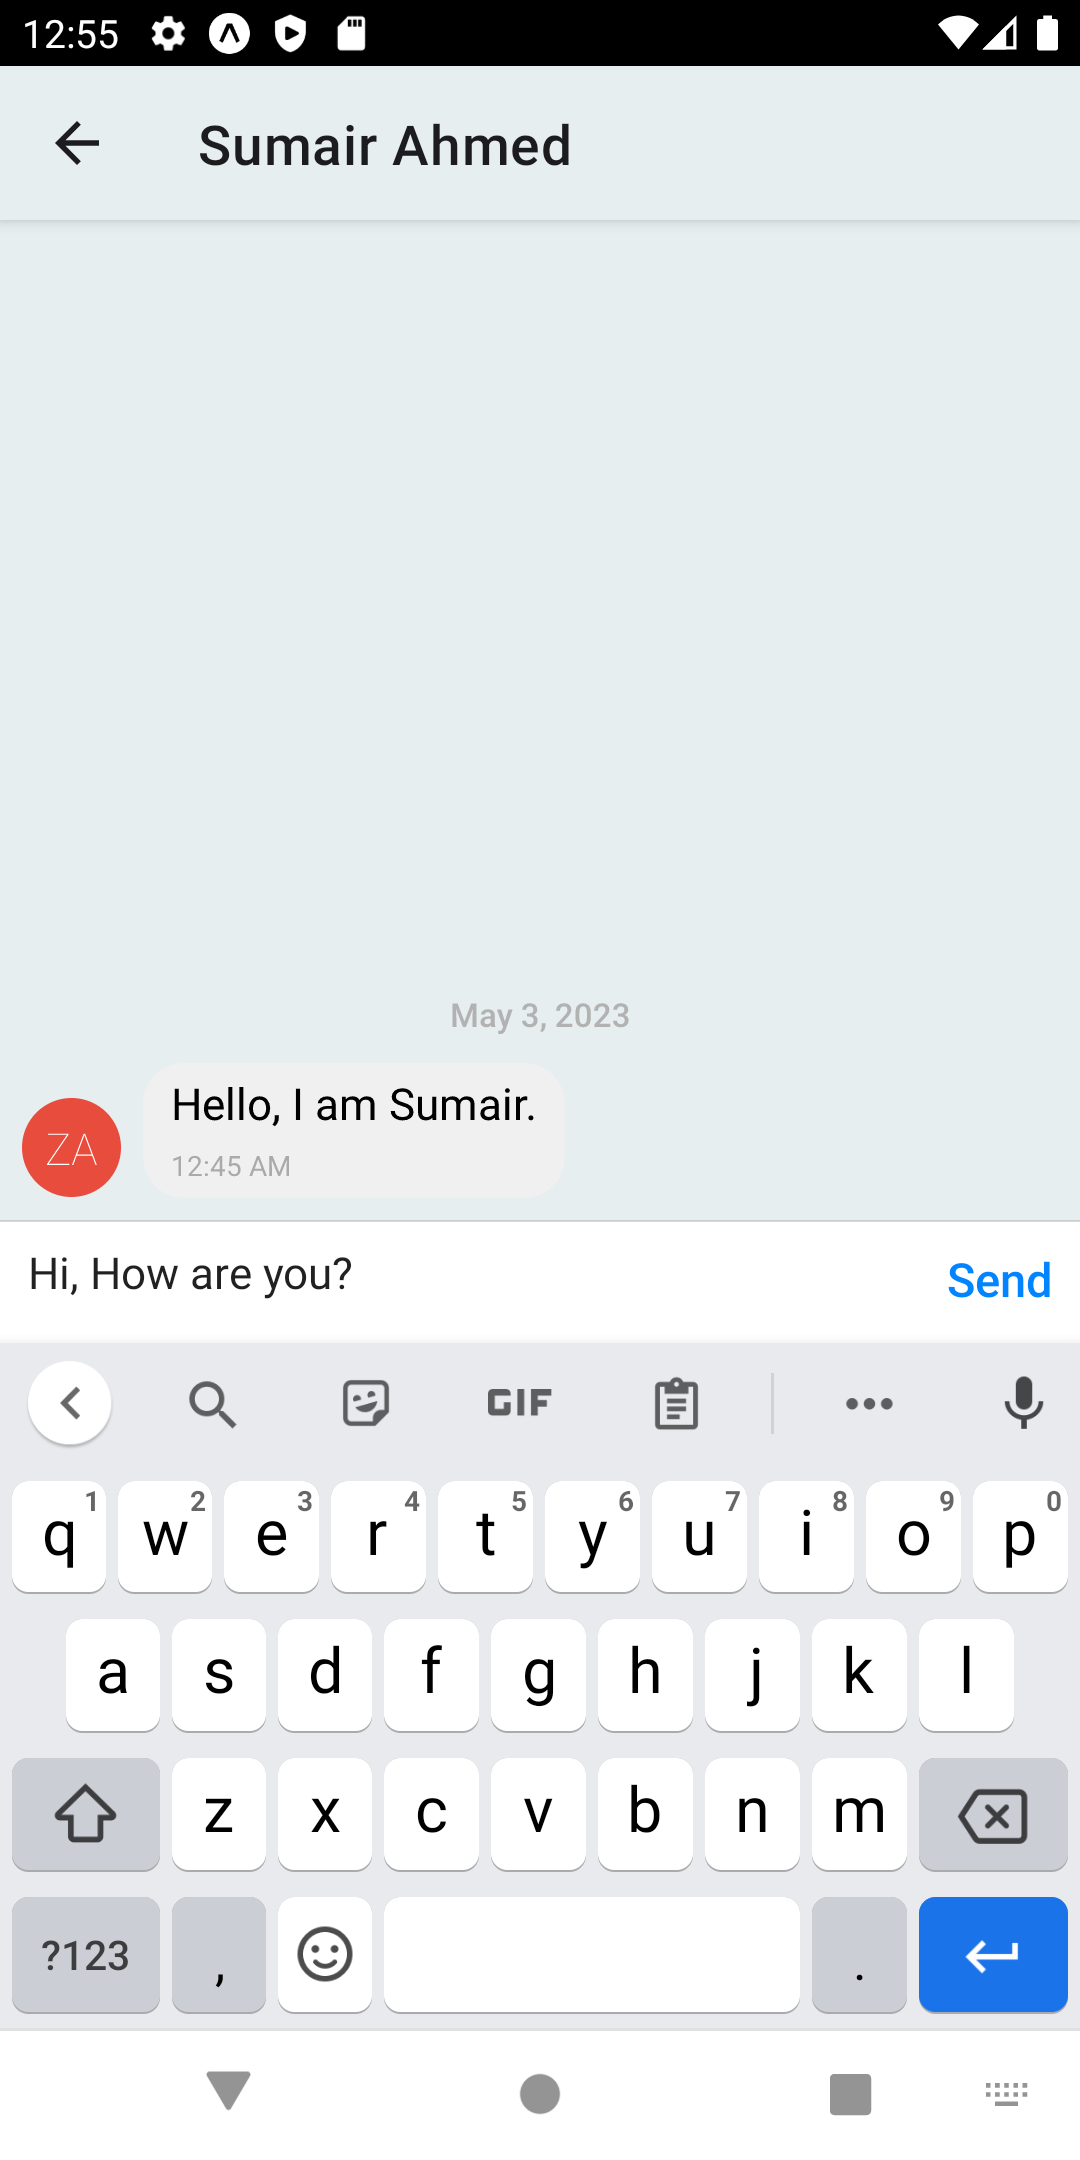 12:55
Sumair Ahmed
May 3, 2023
Hello, I am Sumair.
ZA
12:45 AM
Hi, How are you?
Send
GIF
1 2 3 4 5 6 7 8 9 0
q w e r t y u i o p
a s d f g h j k l
z x c v b n m
?123 , .